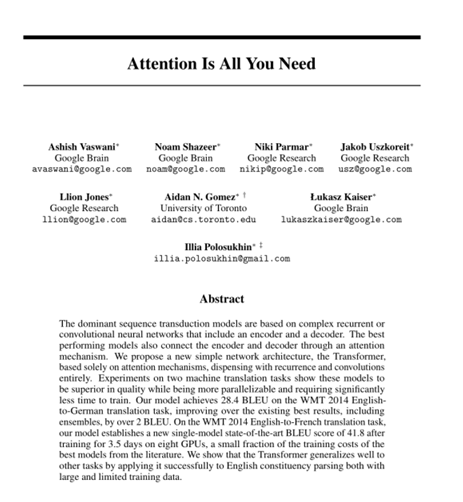 Attention Is All You Need
Ashish Vaswani* Noam Shazeer* Niki Parmar* Jakob Uszkoreit*
Google Brain Google Brain Google Research Google Research
avaswani@google.com noam@google.com nikip@google.com usz@google.com
Llion Jones* Aidan N. Gomez* † Łukasz Kaiser*
Google Research University of Toronto Google Brain
llion@google.com aidan@cs.toronto.edu lukaszkaiser@google.com
Illia Polosukhin* ‡
illia.polosukhin@gmail.com
Abstract
The dominant sequence transduction models are based on complex recurrent or
convolutional neural networks that include an encoder and a decoder. The best
performing models also connect the encoder and decoder through an attention
mechanism. We propose a new simple network architecture, the Transformer,
based solely on attention mechanisms, dispensing with recurrence and convolutions
entirely. Experiments on two machine translation tasks show these models to
be superior in quality while being more parallelizable and requiring significantly
less time to train. Our model achieves 28.4 BLEU on the WMT 2014 English-
to-German translation task, improving over the existing best results, including
ensembles, by over 2 BLEU. On the WMT 2014 English-to-French translation task,
our model establishes a new single-model state-of-the-art BLEU score of 41.8 after
training for 3.5 days on eight GPUs, a small fraction of the training costs of the
best models from the literature. We show that the Transformer generalizes well to
other tasks by applying it successfully to English constituency parsing both with
large and limited training data.